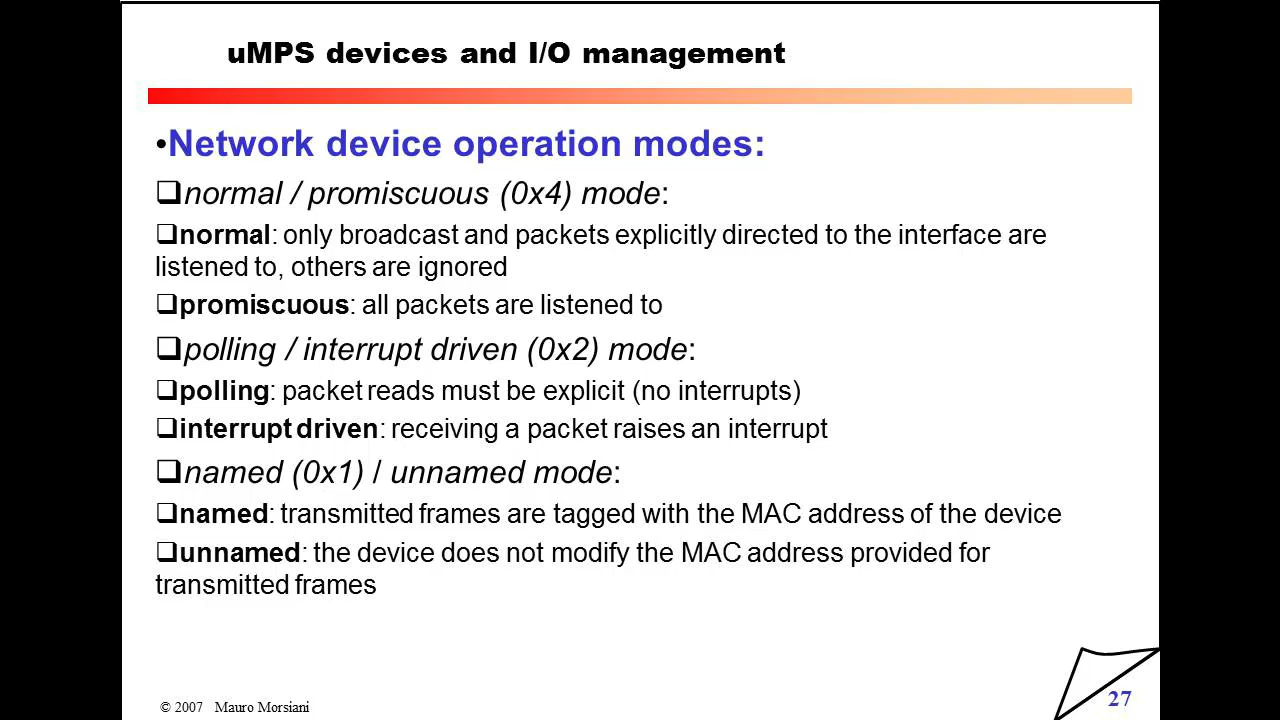 uMPS devices and I/O management
•Network device operation modes:
❑normal / promiscuous (0x4) mode:
❑normal: only broadcast and packets explicitly directed to the interface are
listened to, others are ignored
❑promiscuous: all packets are listened to
❑polling / interrupt driven (0x2) mode:
❑polling: packet reads must be explicit (no interrupts)
❑interrupt driven: receiving a packet raises an interrupt
❑named (0x1) / unnamed mode:
❑named: transmitted frames are tagged with the MAC address of the device
❑unnamed: the device does not modify the MAC address provided for
transmitted frames
© 2007 Mauro Morsiani
27